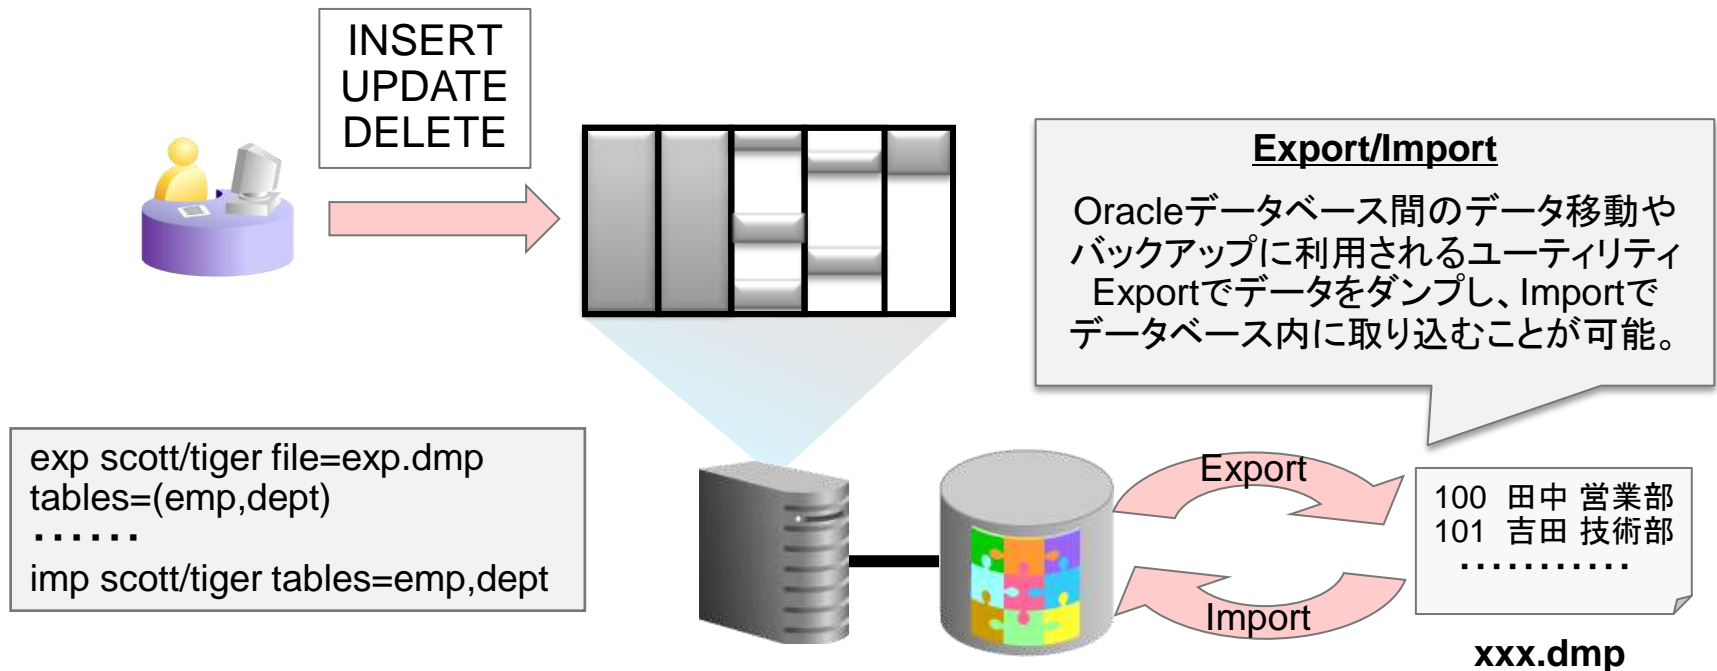 INSERT
UPDATE
DELETE
Export/Import
Oracleデータベース間のデータ移動や
バックアップに利用されるユーティリティ
Exportでデータをダンプし、Importで
データベース内に取り込むことが可能。
exp scott/tiger file=exp.dmp
tables=(emp,dept)
・・・・・・
imp scott/tiger tables=emp,dept
Export
100 田中 営業部
101 吉田 技術部
・・・・・・・・・・・
Import
xxx.dmp